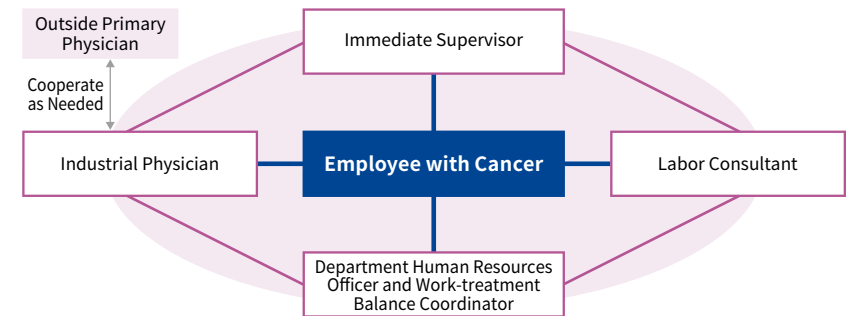 Outside Primary
Physician
Immediate Supervisor
Cooperate
as Needed
Industrial Physician
Employee with Cancer
Labor Consultant
Department Human Resources
Officer and Work-treatment
Balance Coordinator